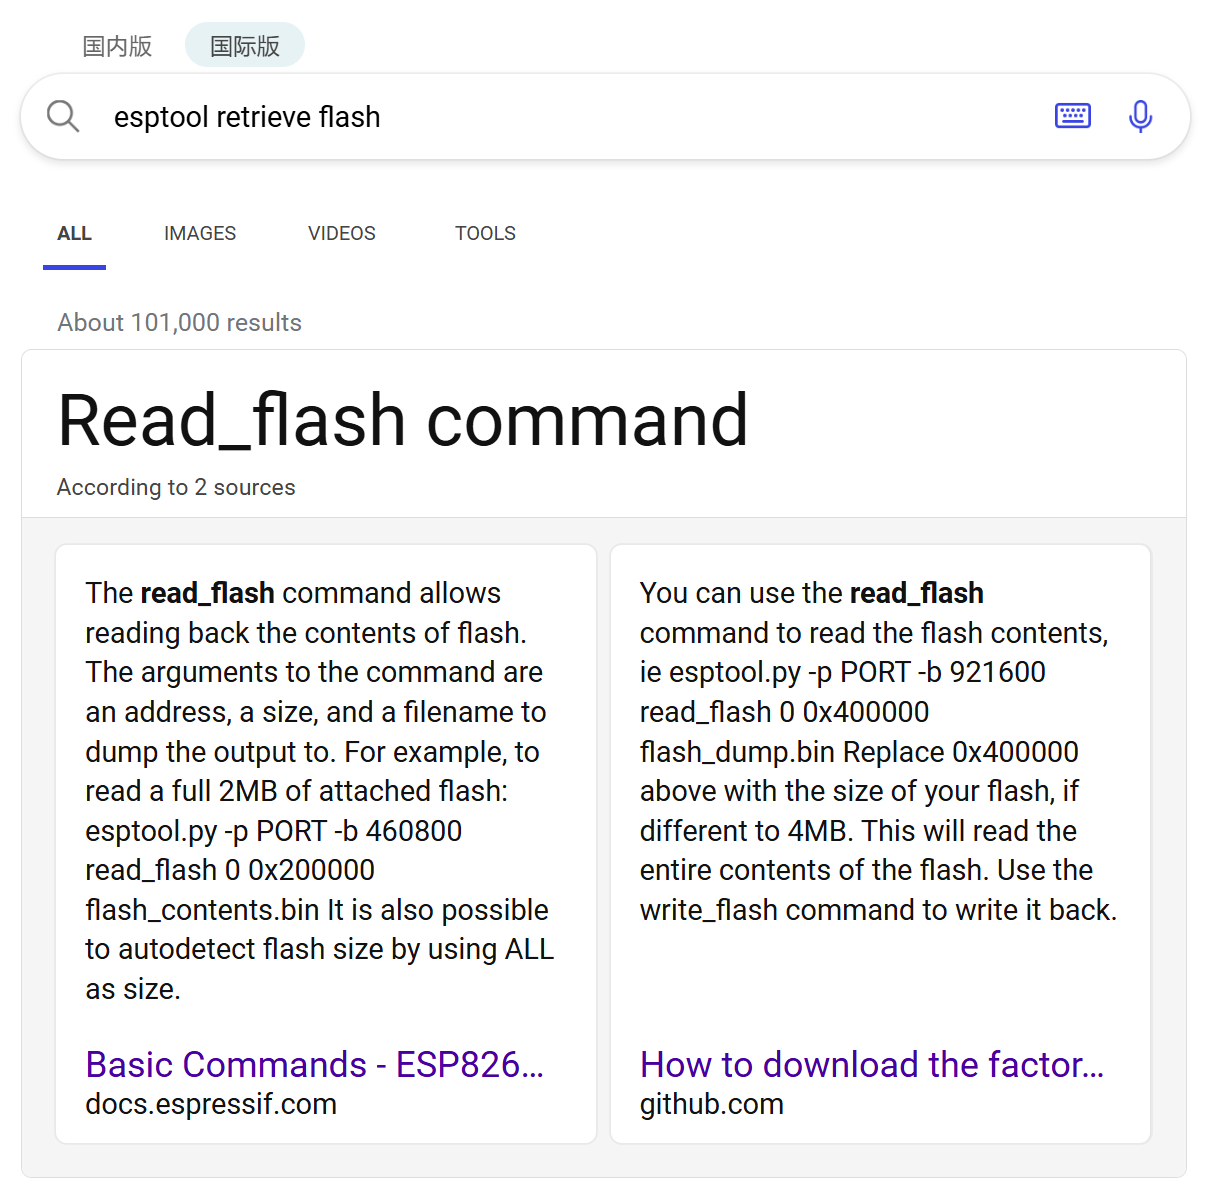 国内版 国际版
esptool retrieve flash
ALL IMAGES VIDEOS TOOLS
About 101,000 results
Read_flash command
According to 2 sources
The read_flash command allows
reading back the contents of flash.
The arguments to the command are
an address, a size, and a filename to
dump the output to. For example, to
read a full 2MB of attached flash:
esptool.py -p PORT -b 460800
read_flash 0 0x200000
flash_contents.bin It is also possible
to autodetect flash size by using ALL
as size.
Basic Commands - ESP826...
docs.espressif.com
You can use the read_flash
command to read the flash contents,
ie esptool.py -p PORT -b 921600
read_flash 0 0x400000
flash_dump.bin Replace 0x400000
above with the size of your flash, if
different to 4MB. This will read the
entire contents of the flash. Use the
write_flash command to write it back.
How to download the factor...
github.com